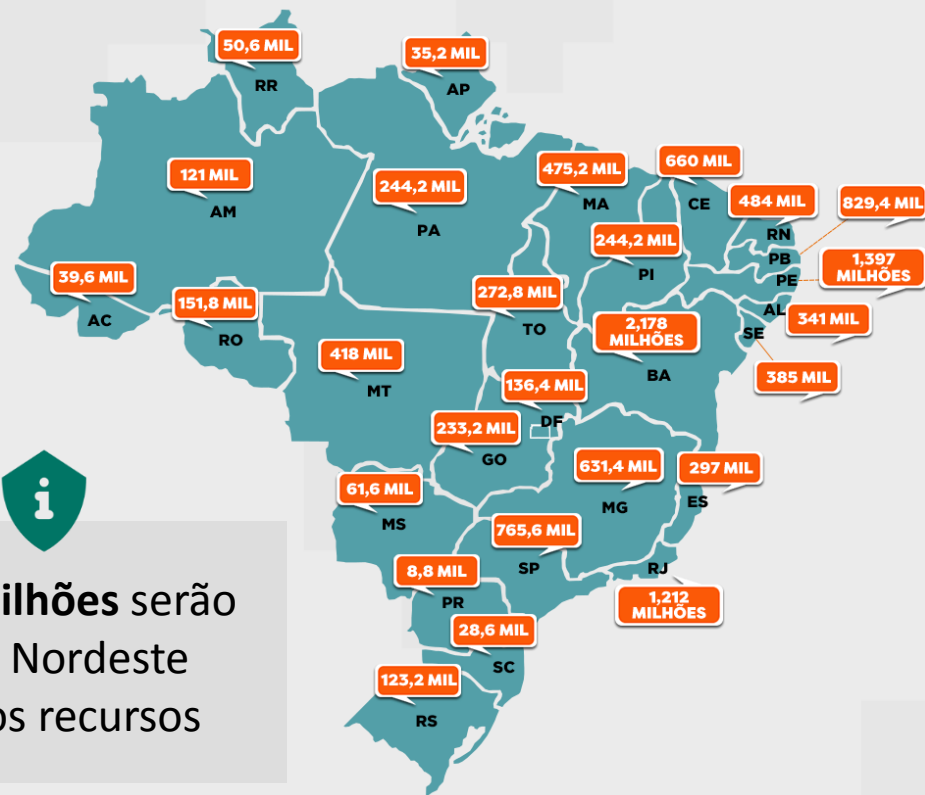 50,6 MIL
RR
35,2 MIL
AP
121 MIL
AM
244,2 MIL
PA
475,2 MIL
MA
660 MIL
CE
484 MIL
RN
829,4 MIL
PB
1,397
MILHÕES
PE
244,2 MIL
PI
39,6 MIL
AC
151,8 MIL
RO
272,8 MIL
TO
2,178
MILHÕES
BA
AL
341 MIL
SE
385 MIL
418 MIL
MT
136,4 MIL
DF
233,2 MIL
GO
631,4 MIL
MG
297 MIL
ES
61,6 MIL
MS
765,6 MIL
SP
RJ
1,212
MILHÕES
8,8 MIL
PR
28,6 MIL
SC
123,2 MIL
RS
i
ilhões serão
Nordeste
os recursos